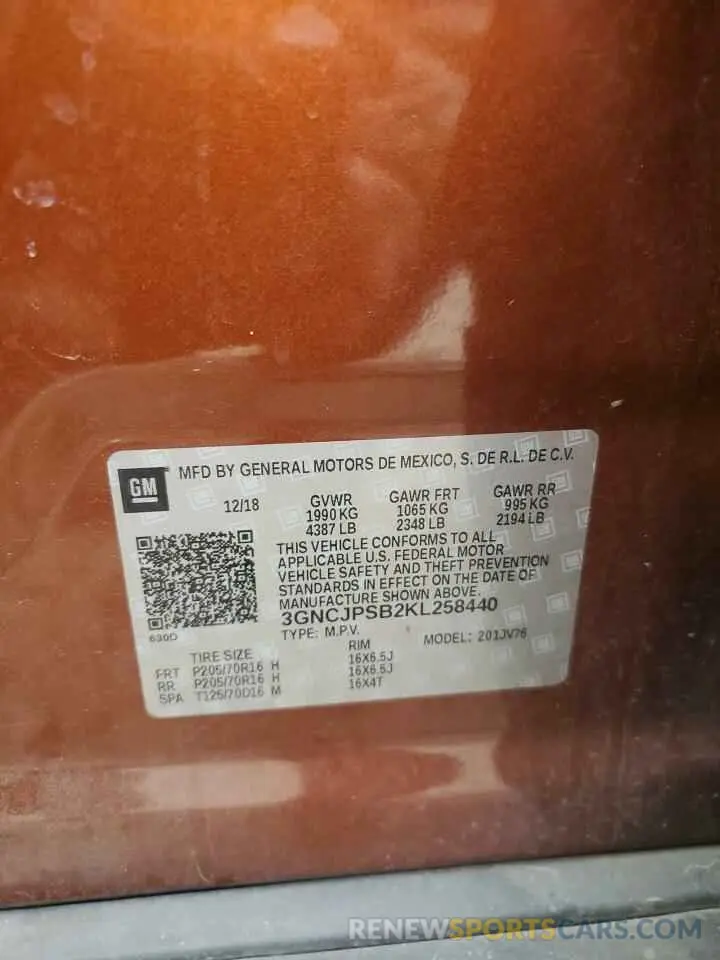 GM
MFD BY GENERAL MOTORS DE MEXICO, S. DE R.L. DE C.V.
12/18 GVWR GAWR FRT GAWR RR
1990 KG 1065 KG 995 KG
4387 LB 2348 LB 2194 LB
THIS VEHICLE CONFORMS TO ALL
APPLICABLE U.S. FEDERAL MOTOR
VEHICLE SAFETY AND THEFT PREVENTION
STANDARDS IN EFFECT ON THE DATE OF
MANUFACTURE SHOWN ABOVE.
3GNCJPSB2KL258440
630D
TYPE: M.P.V. MODEL: 201JV76
TIRE SIZE RIM
FRT P205/70R16 H 16X6.5J
RR P205/70R16 H 16X6.5J
SPA T125/70D16 M 16X4T
RENEWSPORTSCARS.COM